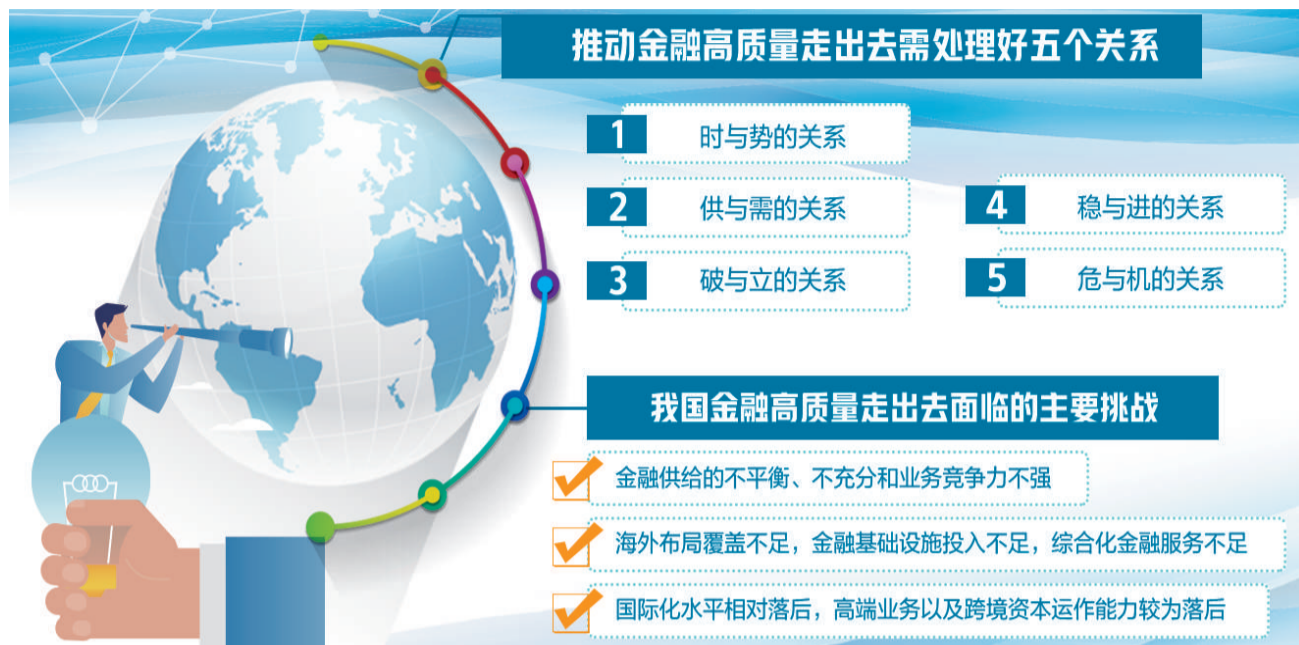 推动金融高质量走出去需处理好五个关系
1 时与势的关系
2 供与需的关系
3 破与立的关系
4 稳与进的关系
5 危与机的关系
我国金融高质量走出去面临的主要挑战
金融供给的不平衡、不充分和业务竞争力不强
海外布局覆盖不足，金融基础设施投入不足，综合化金融服务不足
国际化水平相对落后，高端业务以及跨境资本运作能力较为落后